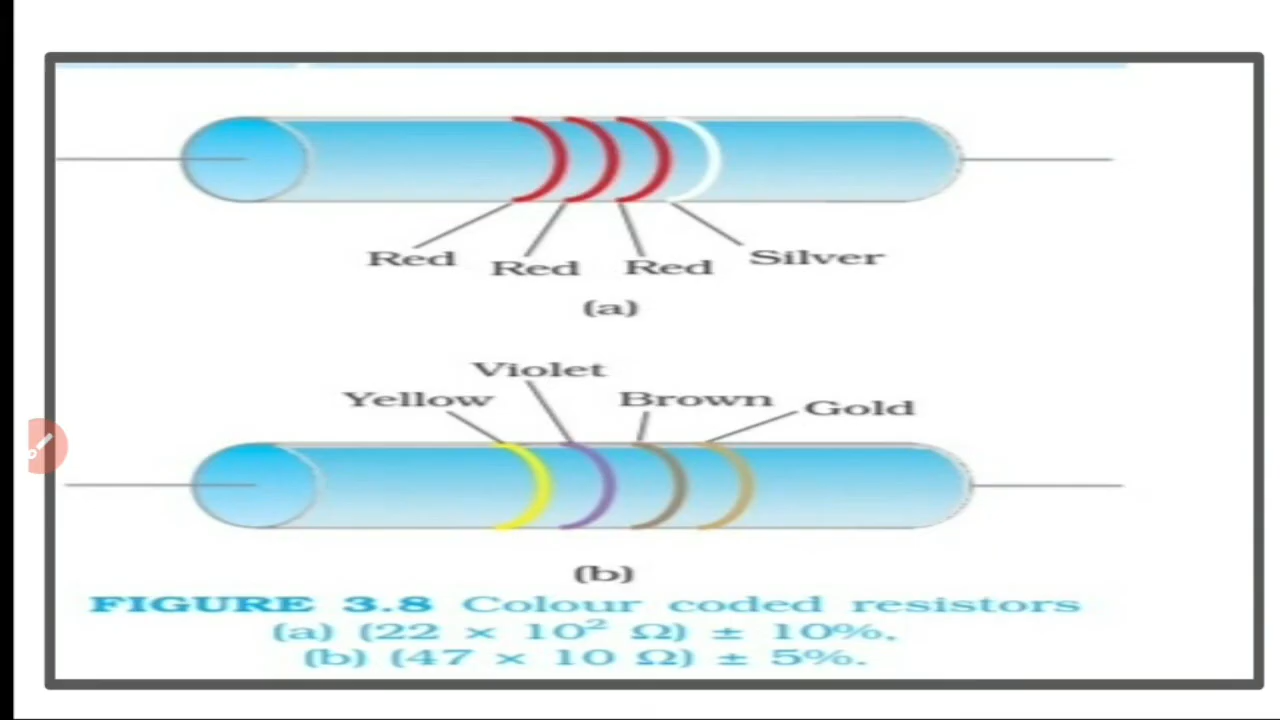 Red Red Red Silver
(a)
Violet
Yellow Brown Gold
(b)
FIGURE 3.8 Colour coded resistors
(a) (22 × 10² Ω) ± 10%,
(b) (47 × 10 Ω) ± 5%.